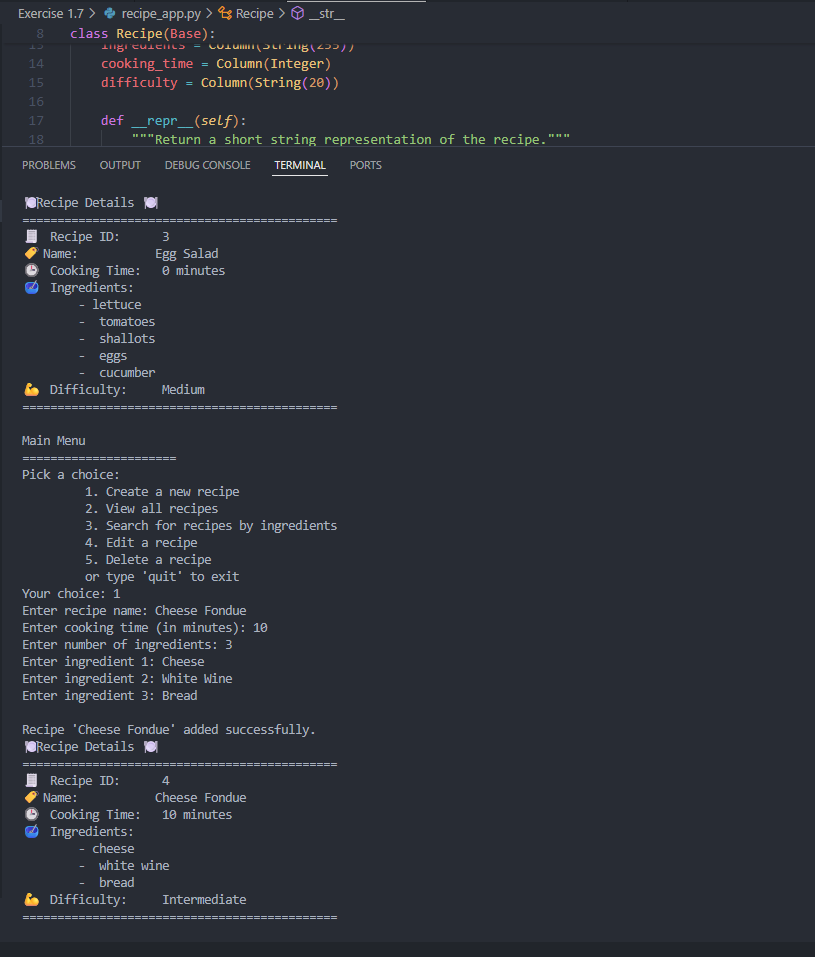 Exercise 1.7 > recipe_app.py > Recipe > __str__
8 class Recipe(Base):
13 ingredients = Column(String(255))
14 cooking_time = Column(Integer)
15 difficulty = Column(String(20))
16
17 def __repr__(self):
18 """Return a short string representation of the recipe."""
PROBLEMS OUTPUT DEBUG CONSOLE TERMINAL PORTS
🍽Recipe Details 🍽
=============================================
🧾 Recipe ID: 3
🏷 Name: Egg Salad
🕒 Cooking Time: 0 minutes
🥣 Ingredients:
- lettuce
- tomatoes
- shallots
- eggs
- cucumber
💪 Difficulty: Medium
=============================================
Main Menu
======================
Pick a choice:
1. Create a new recipe
2. View all recipes
3. Search for recipes by ingredients
4. Edit a recipe
5. Delete a recipe
or type 'quit' to exit
Your choice: 1
Enter recipe name: Cheese Fondue
Enter cooking time (in minutes): 10
Enter number of ingredients: 3
Enter ingredient 1: Cheese
Enter ingredient 2: White Wine
Enter ingredient 3: Bread
Recipe 'Cheese Fondue' added successfully.
🍽Recipe Details 🍽
=============================================
🧾 Recipe ID: 4
🏷 Name: Cheese Fondue
🕒 Cooking Time: 10 minutes
🥣 Ingredients:
- cheese
- white wine
- bread
💪 Difficulty: Intermediate
=============================================